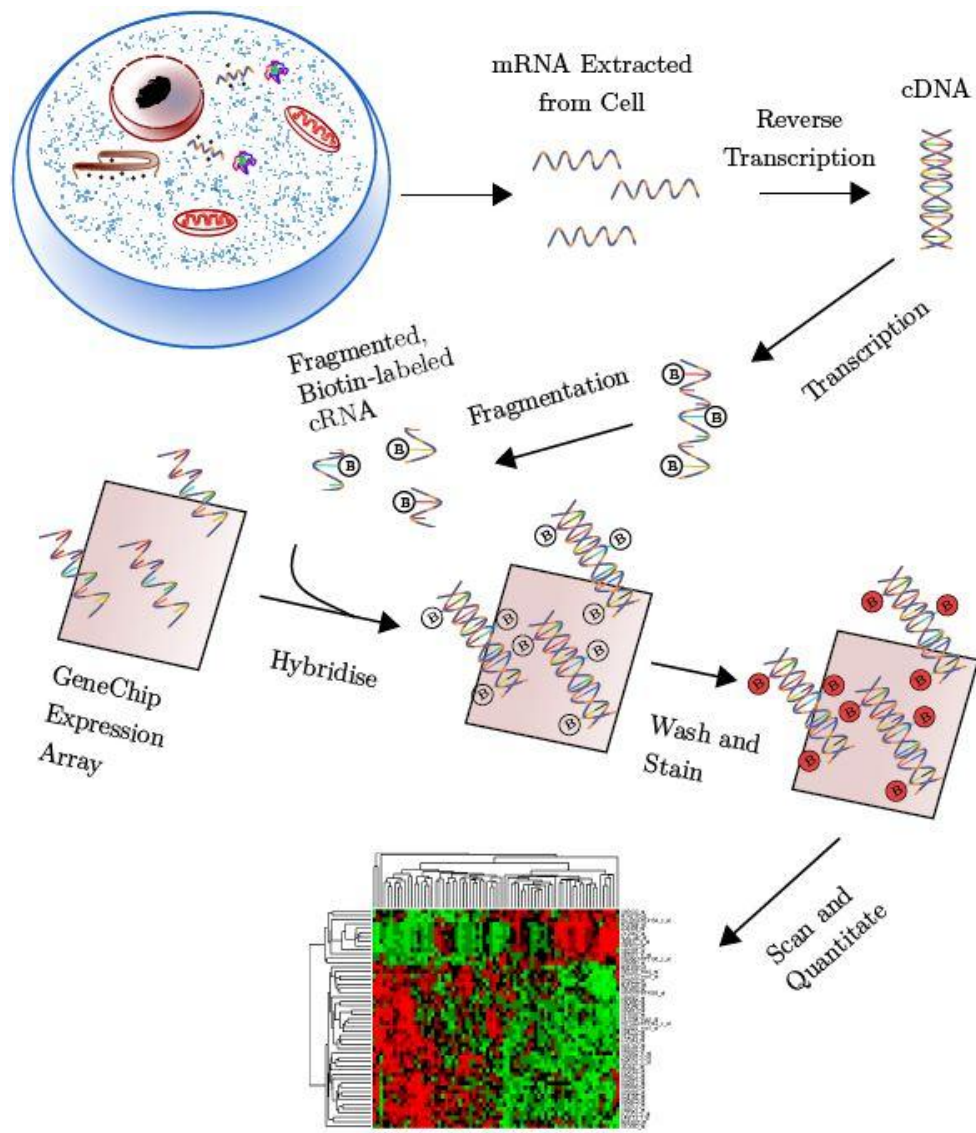 mRNA Extracted
from Cell
cDNA
Reverse
Transcription
Transcription
Fragmented,
Biotin-labeled
cRNA
Fragmentation
B
B
B
B
B
B
GeneChip
Expression
Array
Hybridise
B
B
B
B
B
B
B
B
Wash and
Stain
B
B
B
B
B
B
B
B
Scan and
Quantitate